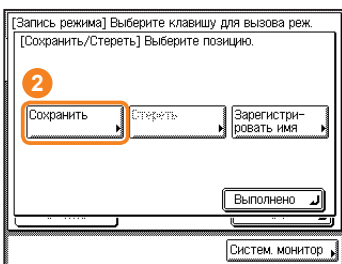 [Запись режима] Выберите клавишу для вызова реж.
[Сохранить/Стереть] Выберите позицию.
2
Сохранить
Стереть
Зарегистри-
ровать имя
Выполнено
Систем. монитор